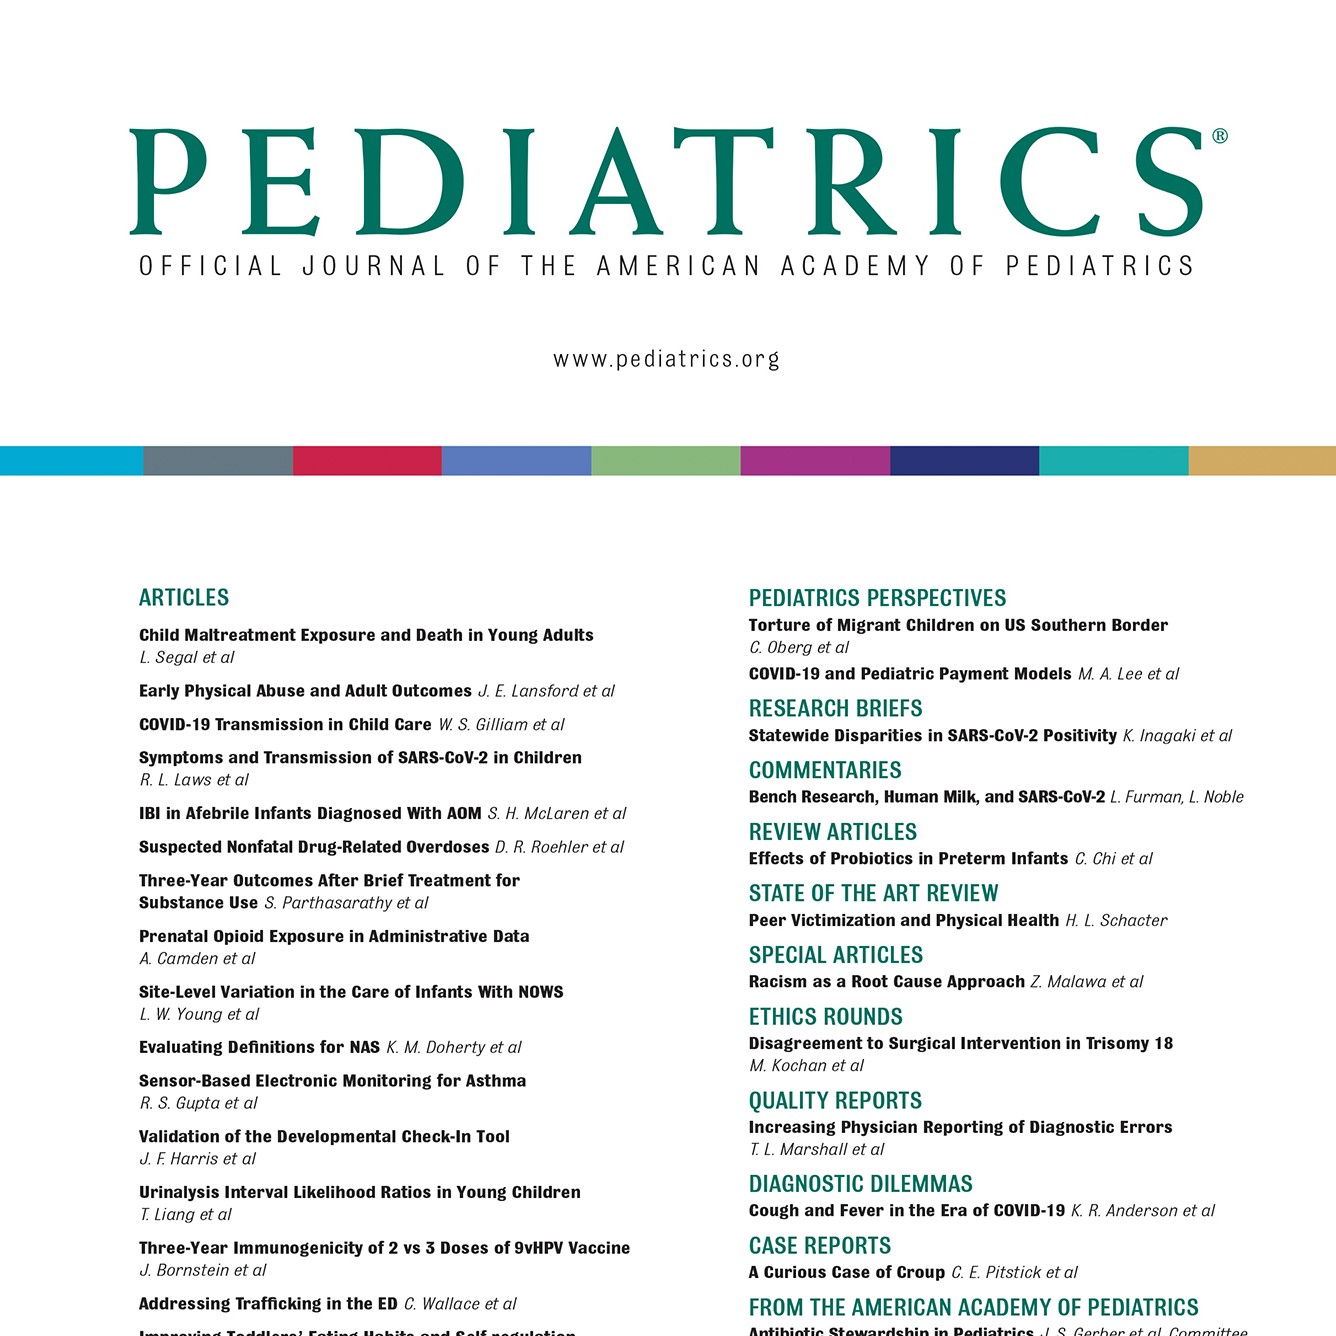 PEDIATRICS®
OFFICIAL JOURNAL OF THE AMERICAN ACADEMY OF PEDIATRICS
www.pediatrics.org
ARTICLES
Child Maltreatment Exposure and Death in Young Adults
L. Segal et al
Early Physical Abuse and Adult Outcomes J. E. Lansford et al
COVID-19 Transmission in Child Care W. S. Gilliam et al
Symptoms and Transmission of SARS-CoV-2 in Children
R. L. Laws et al
IBI in Afebrile Infants Diagnosed With AOM S. H. McLaren et al
Suspected Nonfatal Drug-Related Overdoses D. R. Roehler et al
Three-Year Outcomes After Brief Treatment for
Substance Use S. Parthasarathy et al
Prenatal Opioid Exposure in Administrative Data
A. Camden et al
Site-Level Variation in the Care of Infants With NOWS
L. W. Young et al
Evaluating Definitions for NAS K. M. Doherty et al
Sensor-Based Electronic Monitoring for Asthma
R. S. Gupta et al
Validation of the Developmental Check-In Tool
J. F. Harris et al
Urinalysis Interval Likelihood Ratios in Young Children
T. Liang et al
Three-Year Immunogenicity of 2 vs 3 Doses of 9vHPV Vaccine
J. Bornstein et al
Addressing Trafficking in the ED C. Wallace et al
Improving Toddlers' Eating Habits and Self-regulation
PEDIATRICS PERSPECTIVES
Torture of Migrant Children on US Southern Border
C. Oberg et al
COVID-19 and Pediatric Payment Models M. A. Lee et al
RESEARCH BRIEFS
Statewide Disparities in SARS-CoV-2 Positivity K. Inagaki et al
COMMENTARIES
Bench Research, Human Milk, and SARS-CoV-2 L. Furman, L. Noble
REVIEW ARTICLES
Effects of Probiotics in Preterm Infants C. Chi et al
STATE OF THE ART REVIEW
Peer Victimization and Physical Health H. L. Schacter
SPECIAL ARTICLES
Racism as a Root Cause Approach Z. Malawa et al
ETHICS ROUNDS
Disagreement to Surgical Intervention in Trisomy 18
M. Kochan et al
QUALITY REPORTS
Increasing Physician Reporting of Diagnostic Errors
T. L. Marshall et al
DIAGNOSTIC DILEMMAS
Cough and Fever in the Era of COVID-19 K. R. Anderson et al
CASE REPORTS
A Curious Case of Croup C. E. Pitstick et al
FROM THE AMERICAN ACADEMY OF PEDIATRICS
Antibiotic Stewardship in Pediatrics J. S. Gerber et al, Committee